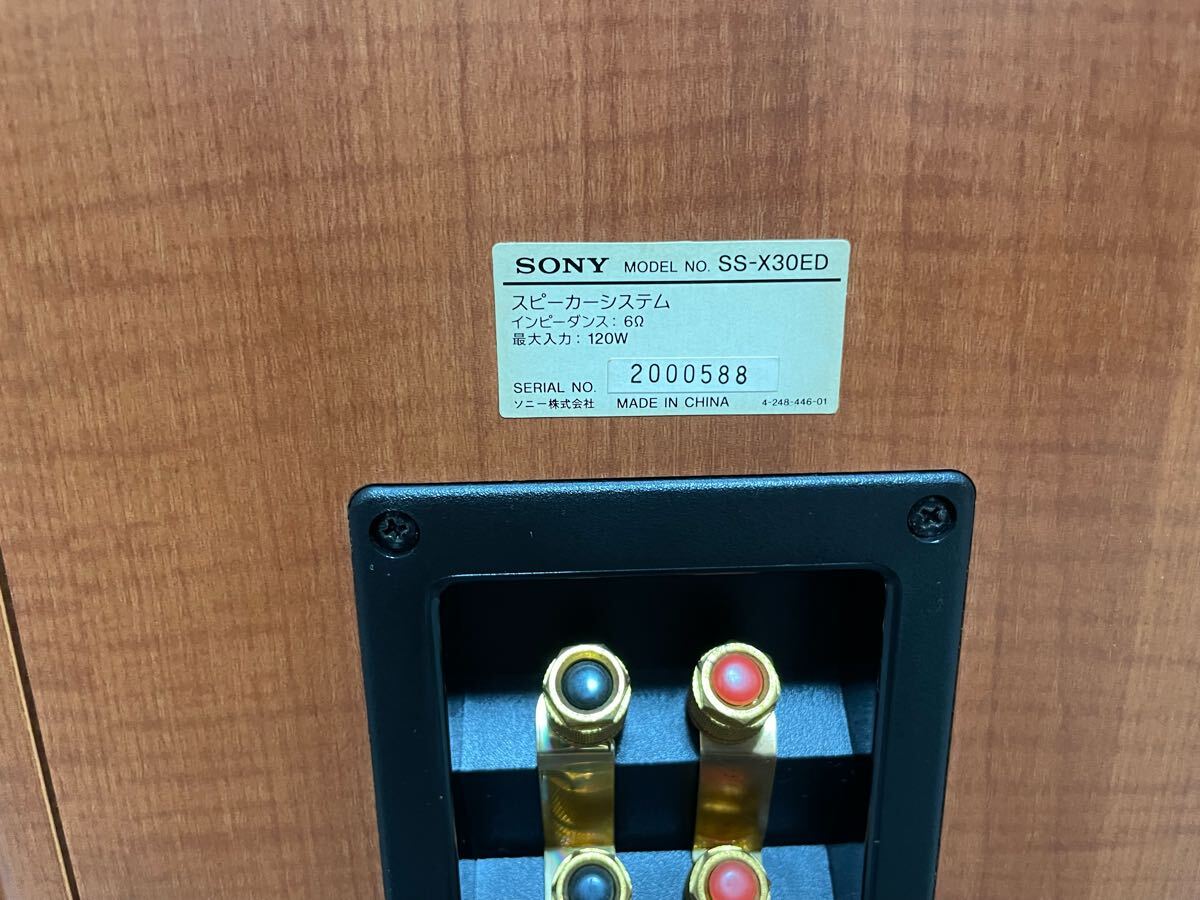 SONY MODEL NO. SS-X30ED
スピーカーシステム
インピーダンス：6Ω
最大入力：120W
SERIAL NO. 2000588
ソニー株式会社 MADE IN CHINA 4-248-446-01